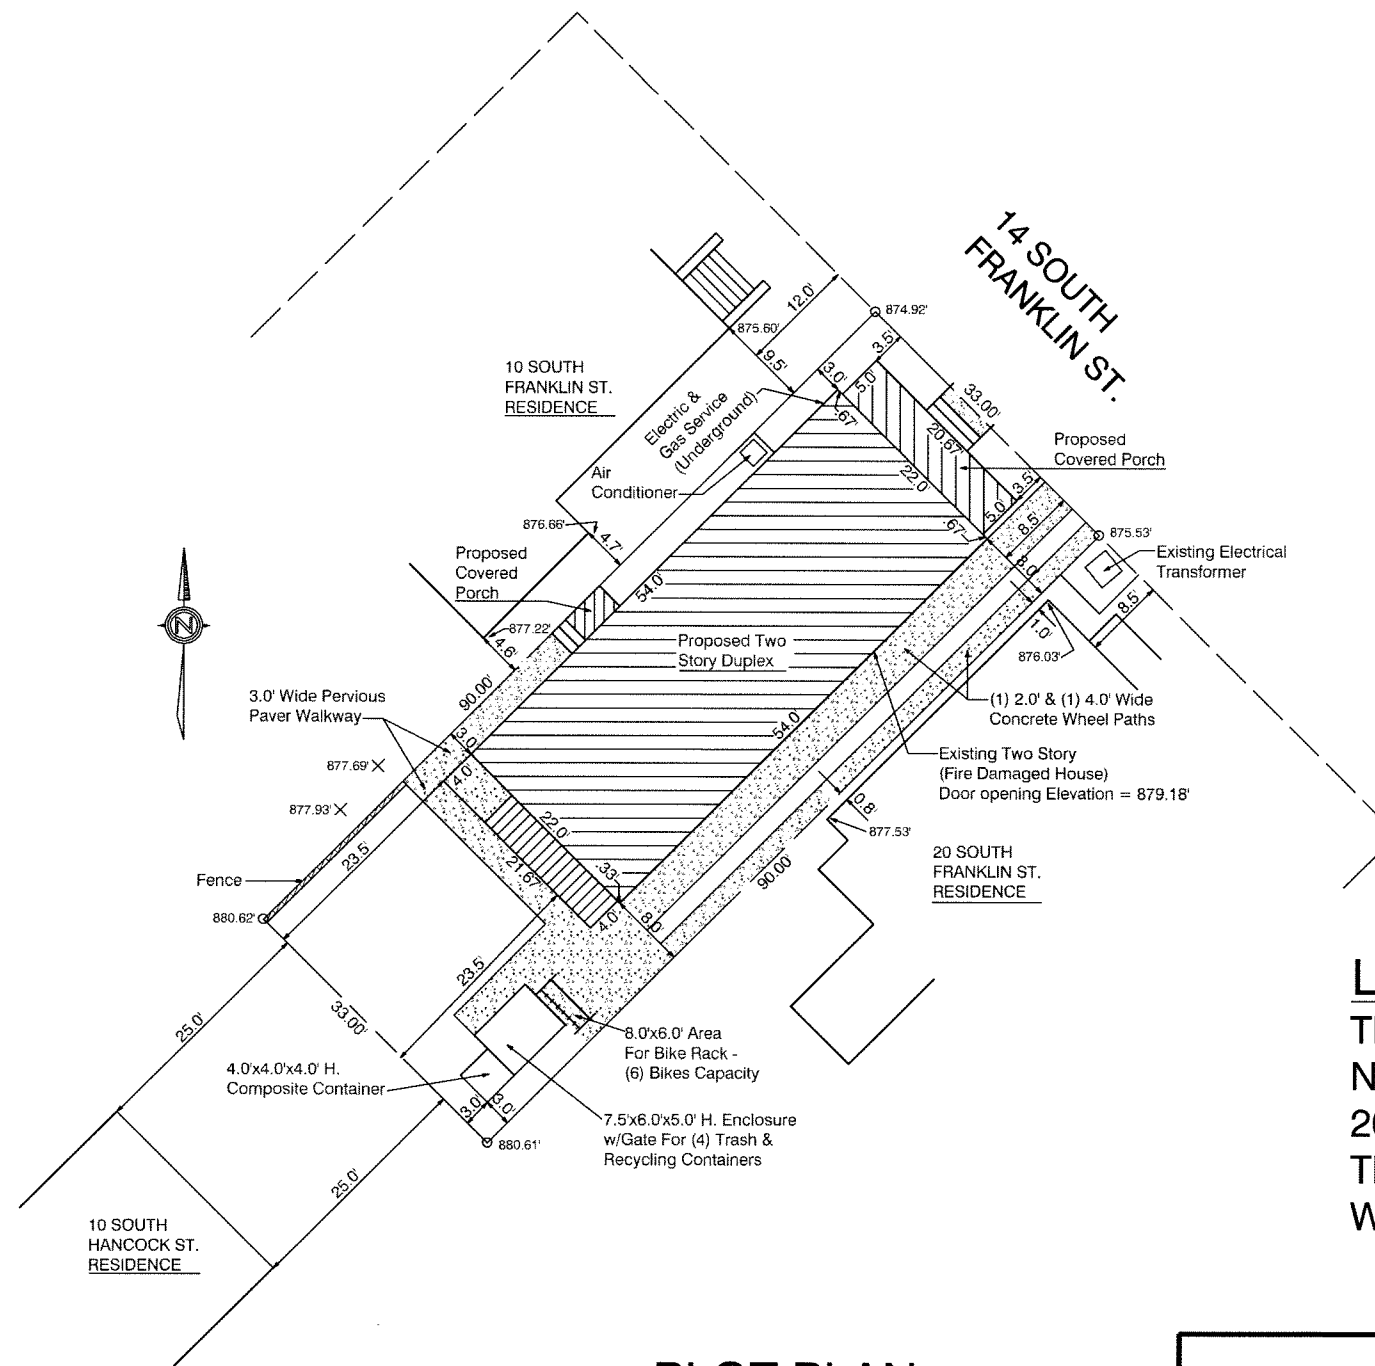 14 SOUTH
FRANKLIN ST.
874.92'
12.0'
875.60'
9.5'
3.0'
3.5'
5.0'
.67'
33.00'
20.67'
22.0'
10 SOUTH
FRANKLIN ST.
RESIDENCE
Electric &
Gas Service
(Underground)
Air
Conditioner
Proposed
Covered Porch
3.5'
5.0'
.67'
8.5'
8.0'
875.53'
Existing Electrical
Transformer
8.5'
1.0'
876.03'
876.66'
4.7'
Proposed
Covered
Porch
54.0'
877.22'
4.6'
N
Proposed Two
Story Duplex
3.0' Wide Pervious
Paver Walkway
90.00'
3.0'
(1) 2.0' & (1) 4.0' Wide
Concrete Wheel Paths
54.0'
Existing Two Story
(Fire Damaged House)
Door opening Elevation = 879.18'
877.69'
4.0'
877.93'
0.8'
877.53'
22.0'
21.67'
.33'
23.5'
90.00'
20 SOUTH
FRANKLIN ST.
RESIDENCE
Fence
880.62'
4.0'
8.0'
23.5'
33.00'
25.0'
8.0'x6.0' Area
For Bike Rack -
(6) Bikes Capacity
4.0'x4.0'x4.0' H.
Composite Container
3.0'
3.0'
7.5'x6.0'x5.0' H. Enclosure
w/Gate For (4) Trash &
Recycling Containers
880.61'
25.0'
10 SOUTH
HANCOCK ST.
RESIDENCE
L
N
W
PLOT PLAN